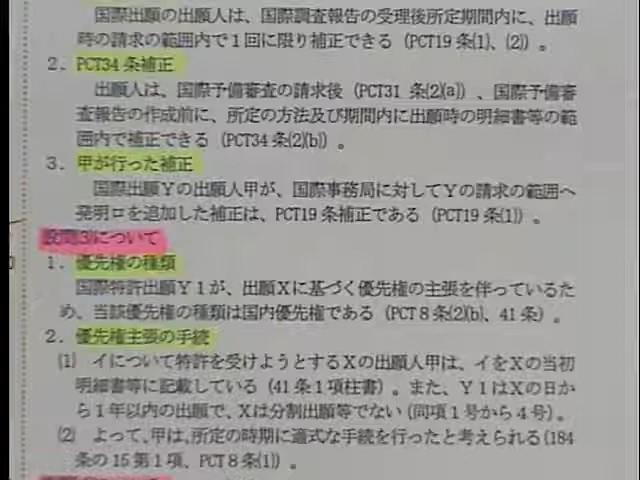 国際出願の出願人は、国際調査報告の受理後所定期間内に、出願
時の請求の範囲内で1回に限り補正できる（PCT19条(1)、(2)）。
2．PCT34条補正
出願人は、国際予備審査の請求後（PCT31条(2)(a)）、国際予備審
査報告の作成前に、所定の方法及び期間内に出願時の明細書等の範
囲内で補正できる（PCT34条(2)(b)）。
3．甲が行った補正
国際出願Yの出願人甲が、国際事務局に対してYの請求の範囲へ
発明ロを追加した補正は、PCT19条補正である（PCT19条(1)）。
設問(3)について
1．優先権の種類
国際特許出願Y1が、出願Xに基づく優先権の主張を伴っているた
め、当該優先権の種類は国内優先権である（PCT8条(2)(b)、41条）。
2．優先権主張の手続
(1) イについて特許を受けようとするXの出願人甲は、イをXの当初
明細書等に記載している（41条1項柱書）。また、Y1はXの日か
ら1年以内の出願で、Xは分割出願等でない（同項1号から4号）。
(2) よって、甲は、所定の時期に適式な手続を行ったと考えられる（184
条の15第1項、PCT8条(1)）。